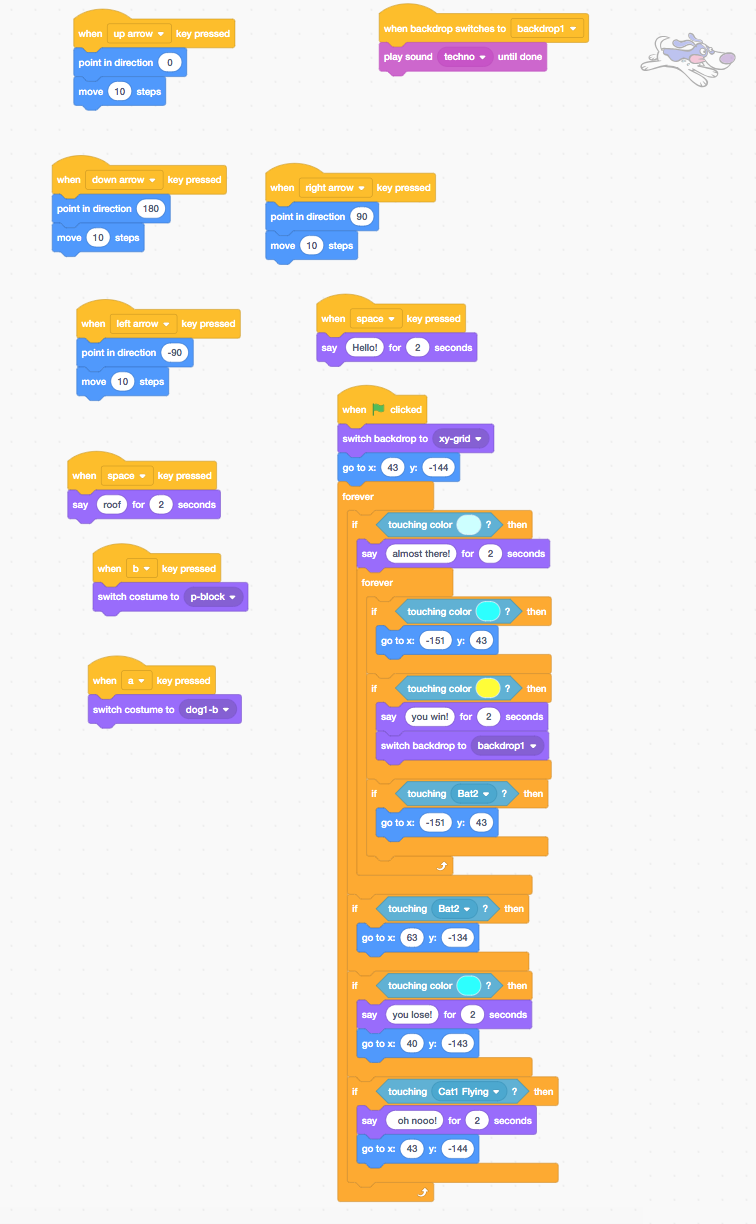 when up arrow key pressed
point in direction 0
move 10 steps
when backdrop switches to backdrop1
play sound techno until done
when down arrow key pressed
point in direction 180
move 10 steps
when right arrow key pressed
point in direction 90
move 10 steps
when left arrow key pressed
point in direction -90
move 10 steps
when space key pressed
say Hello! for 2 seconds
when space key pressed
say roof for 2 seconds
when b key pressed
switch costume to p-block
when a key pressed
switch costume to dog1-b
when clicked
switch backdrop to xy-grid
go to x: 43 y: -144
forever
if touching color ? then
say almost there! for 2 seconds
forever
if touching color ? then
go to x: -151 y: 43
if touching color ? then
say you win! for 2 seconds
switch backdrop to backdrop1
if touching Bat2 ? then
go to x: -151 y: 43
if touching Bat2 ? then
go to x: 63 y: -134
if touching color ? then
say you lose! for 2 seconds
go to x: 40 y: -143
if touching Cat1 Flying ? then
say oh nooo! for 2 seconds
go to x: 43 y: -144